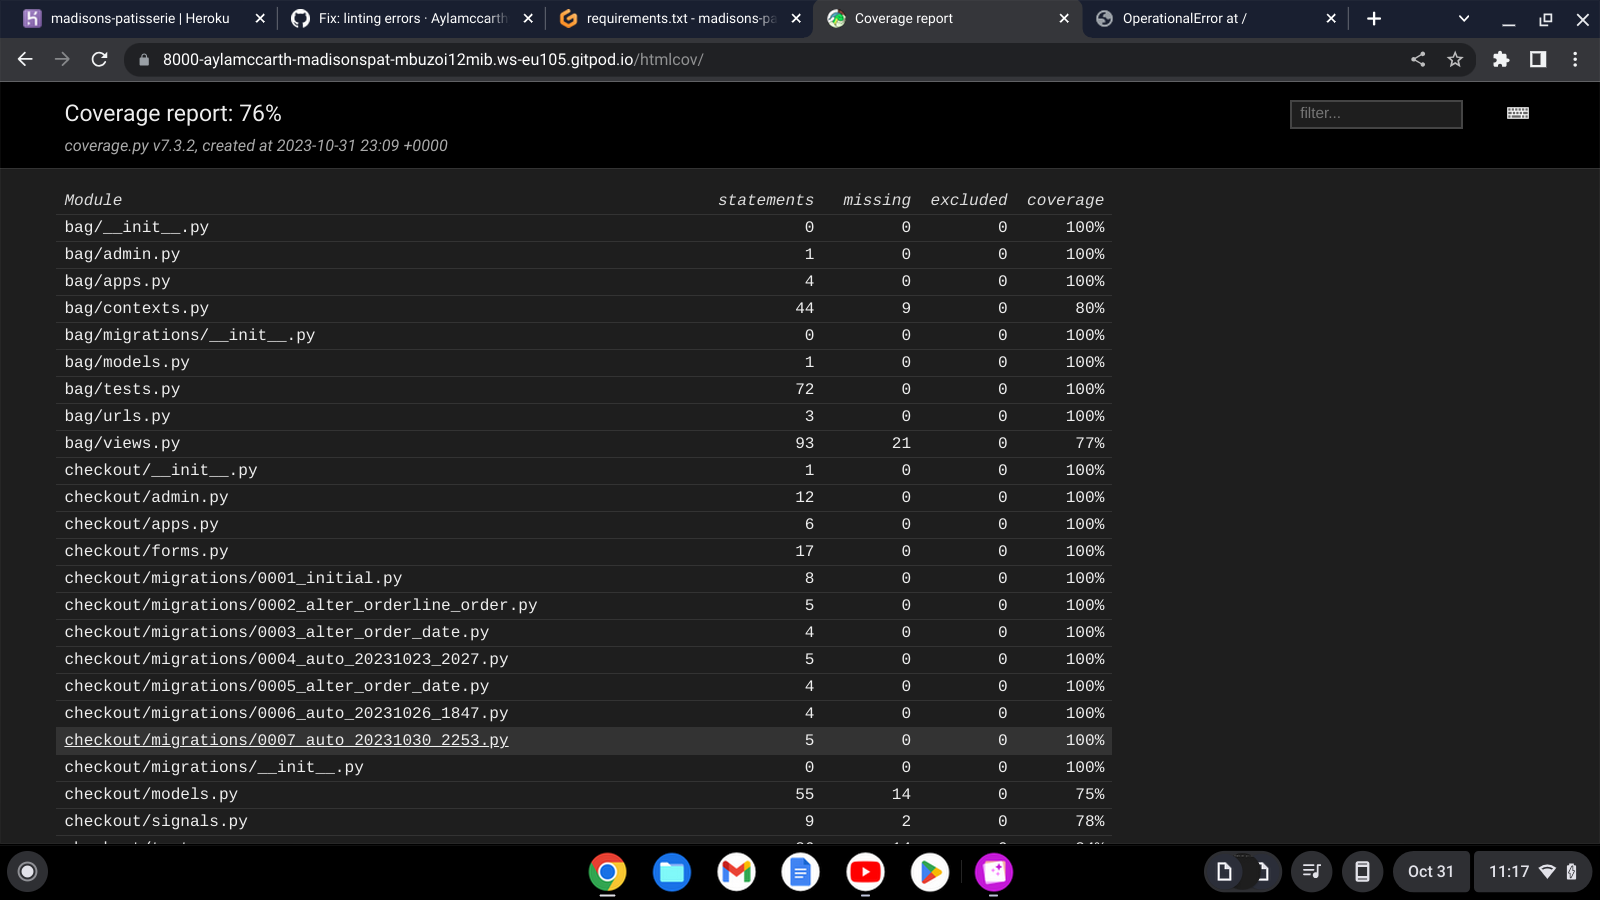 madisons-patisserie | Heroku
Fix: linting errors · Aylamccarth
requirements.txt - madisons-pa
Coverage report
OperationalError at /
8000-aylamccarth-madisonspat-mbuzoi12mib.ws-eu105.gitpod.io/htmlcov/
Coverage report: 76%
filter...
coverage.py v7.3.2, created at 2023-10-31 23:09 +0000
Module statements missing excluded coverage
bag/__init__.py 0 0 0 100%
bag/admin.py 1 0 0 100%
bag/apps.py 4 0 0 100%
bag/contexts.py 44 9 0 80%
bag/migrations/__init__.py 0 0 0 100%
bag/models.py 1 0 0 100%
bag/tests.py 72 0 0 100%
bag/urls.py 3 0 0 100%
bag/views.py 93 21 0 77%
checkout/__init__.py 1 0 0 100%
checkout/admin.py 12 0 0 100%
checkout/apps.py 6 0 0 100%
checkout/forms.py 17 0 0 100%
checkout/migrations/0001_initial.py 8 0 0 100%
checkout/migrations/0002_alter_orderline_order.py 5 0 0 100%
checkout/migrations/0003_alter_order_date.py 4 0 0 100%
checkout/migrations/0004_auto_20231023_2027.py 5 0 0 100%
checkout/migrations/0005_alter_order_date.py 4 0 0 100%
checkout/migrations/0006_auto_20231026_1847.py 4 0 0 100%
checkout/migrations/0007_auto_20231030_2253.py 5 0 0 100%
checkout/migrations/__init__.py 0 0 0 100%
checkout/models.py 55 14 0 75%
checkout/signals.py 9 2 0 78%
Oct 31
11:17